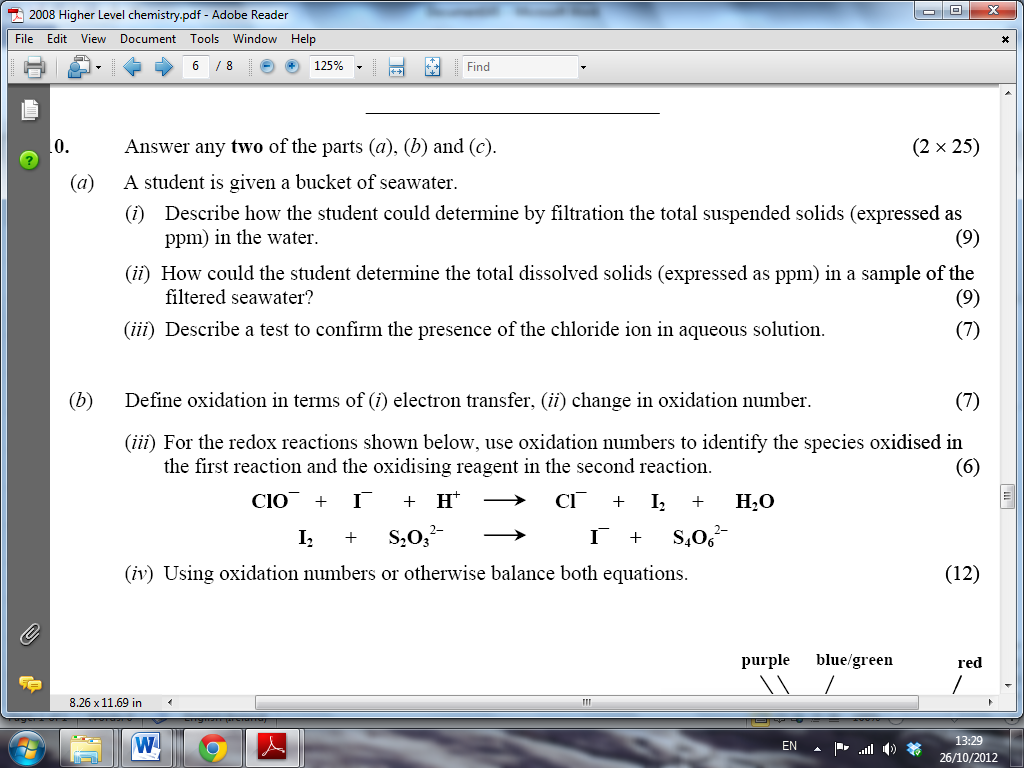 2008 Higher Level chemistry.pdf - Adobe Reader
File Edit View Document Tools Window Help
6 / 8 125% Find
.0. Answer any two of the parts (a), (b) and (c). (2 × 25)
(a) A student is given a bucket of seawater.
(i) Describe how the student could determine by filtration the total suspended solids (expressed as
ppm) in the water. (9)
(ii) How could the student determine the total dissolved solids (expressed as ppm) in a sample of the
filtered seawater? (9)
(iii) Describe a test to confirm the presence of the chloride ion in aqueous solution. (7)
(b) Define oxidation in terms of (i) electron transfer, (ii) change in oxidation number. (7)
(iii) For the redox reactions shown below, use oxidation numbers to identify the species oxidised in
the first reaction and the oxidising reagent in the second reaction. (6)
ClO⁻ + I⁻ + H⁺ ⟶ Cl⁻ + I₂ + H₂O
I₂ + S₂O₃²⁻ ⟶ I⁻ + S₄O₆²⁻
(iv) Using oxidation numbers or otherwise balance both equations. (12)
purple blue/green red
8.26 x 11.69 in
EN 13:29
26/10/2012